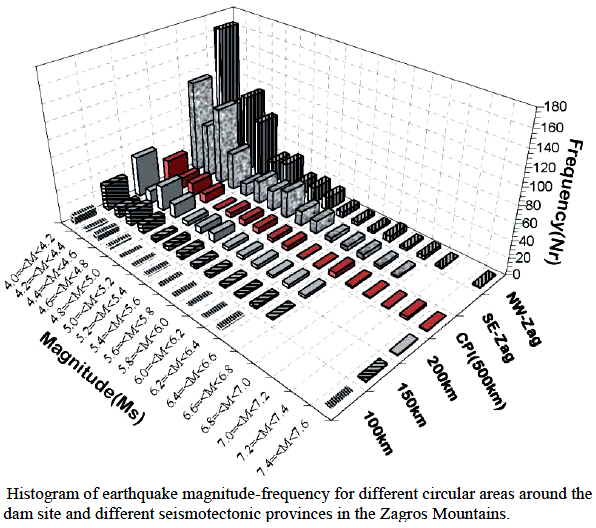 180
160
140
120
100
80
60
40
20
0
Frequency(Nr)
NW-Zag
SE-Zag
CPI(500km)
200km
150km
100km
4.0=<M<4.2
4.2=<M<4.4
4.4=<M<4.6
4.6=<M<4.8
4.8=<M<5.0
5.0=<M<5.2
5.2=<M<5.4
5.4=<M<5.6
5.6=<M<5.8
5.8=<M<6.0
6.0=<M<6.2
6.2=<M<6.4
6.4=<M<6.6
6.6=<M<6.8
6.8=<M<7.0
7.0=<M<7.2
7.2=<M<7.4
7.4=<M<7.6
Magnitude(Ms)
Histogram of earthquake magnitude-frequency for different circular areas around the
dam site and different seismotectonic provinces in the Zagros Mountains.